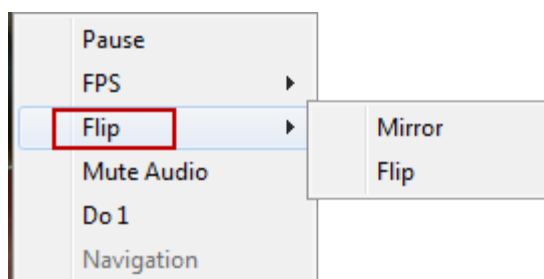 Pause
FPS
Flip
Mute Audio
Do 1
Navigation
Mirror
Flip